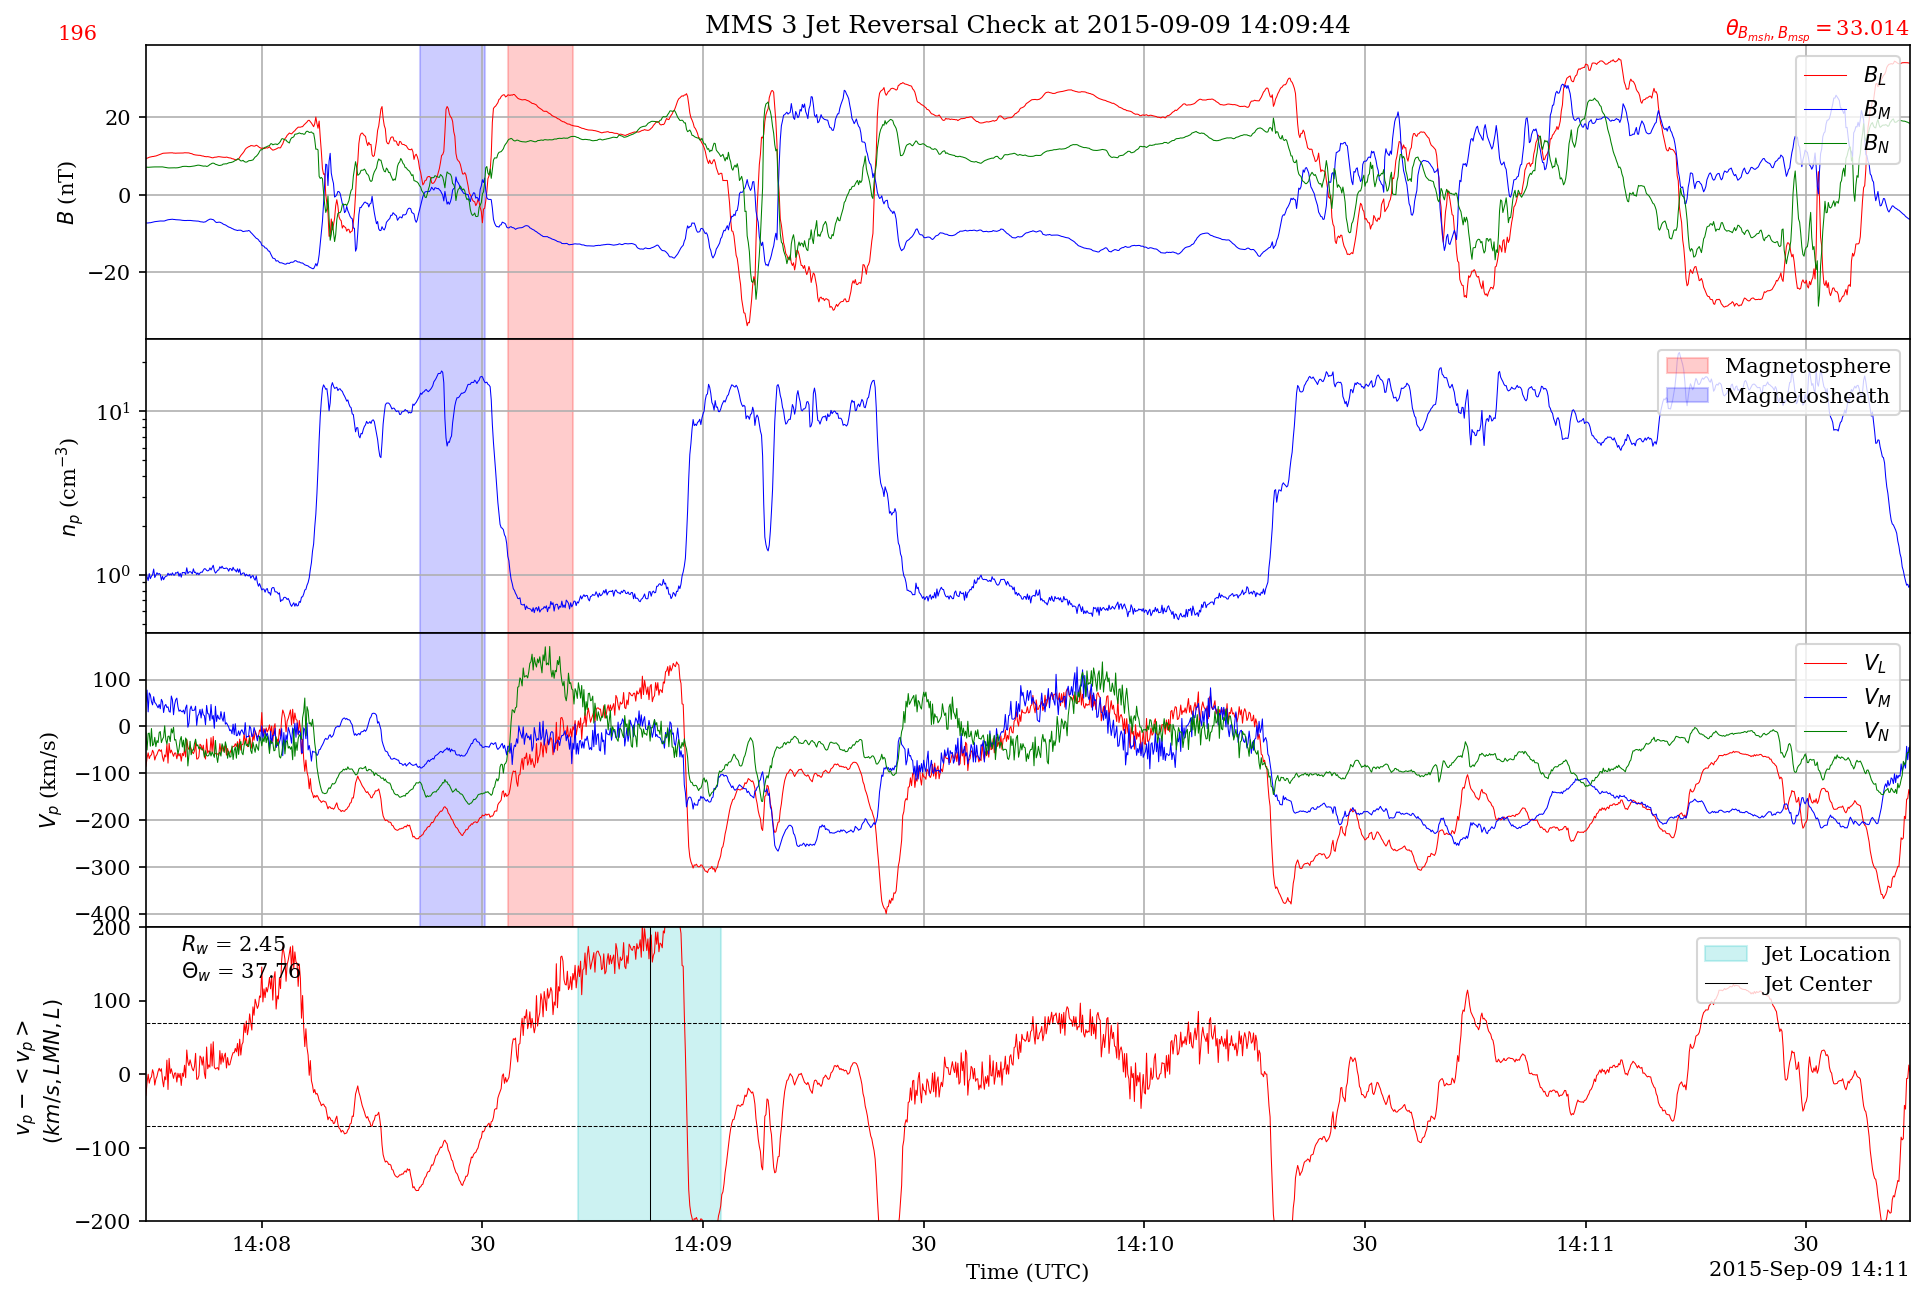 196
MMS 3 Jet Reversal Check at 2015-09-09 14:09:44
θ_{B_{msh}, B_{msp}} = 33.014
B (nT)
20
0
−20
B_L
B_M
B_N
n_p (cm^{−3})
10^1
10^0
Magnetosphere
Magnetosheath
V_p (km/s)
100
0
−100
−200
−300
−400
V_L
V_M
V_N
v_p − < v_p >
(km/s, LMN, L)
200
100
0
−100
−200
R_w = 2.45
Θ_w = 37.76
Jet Location
Jet Center
14:08 30 14:09 30 14:10 30 14:11 30
Time (UTC)
2015-Sep-09 14:11